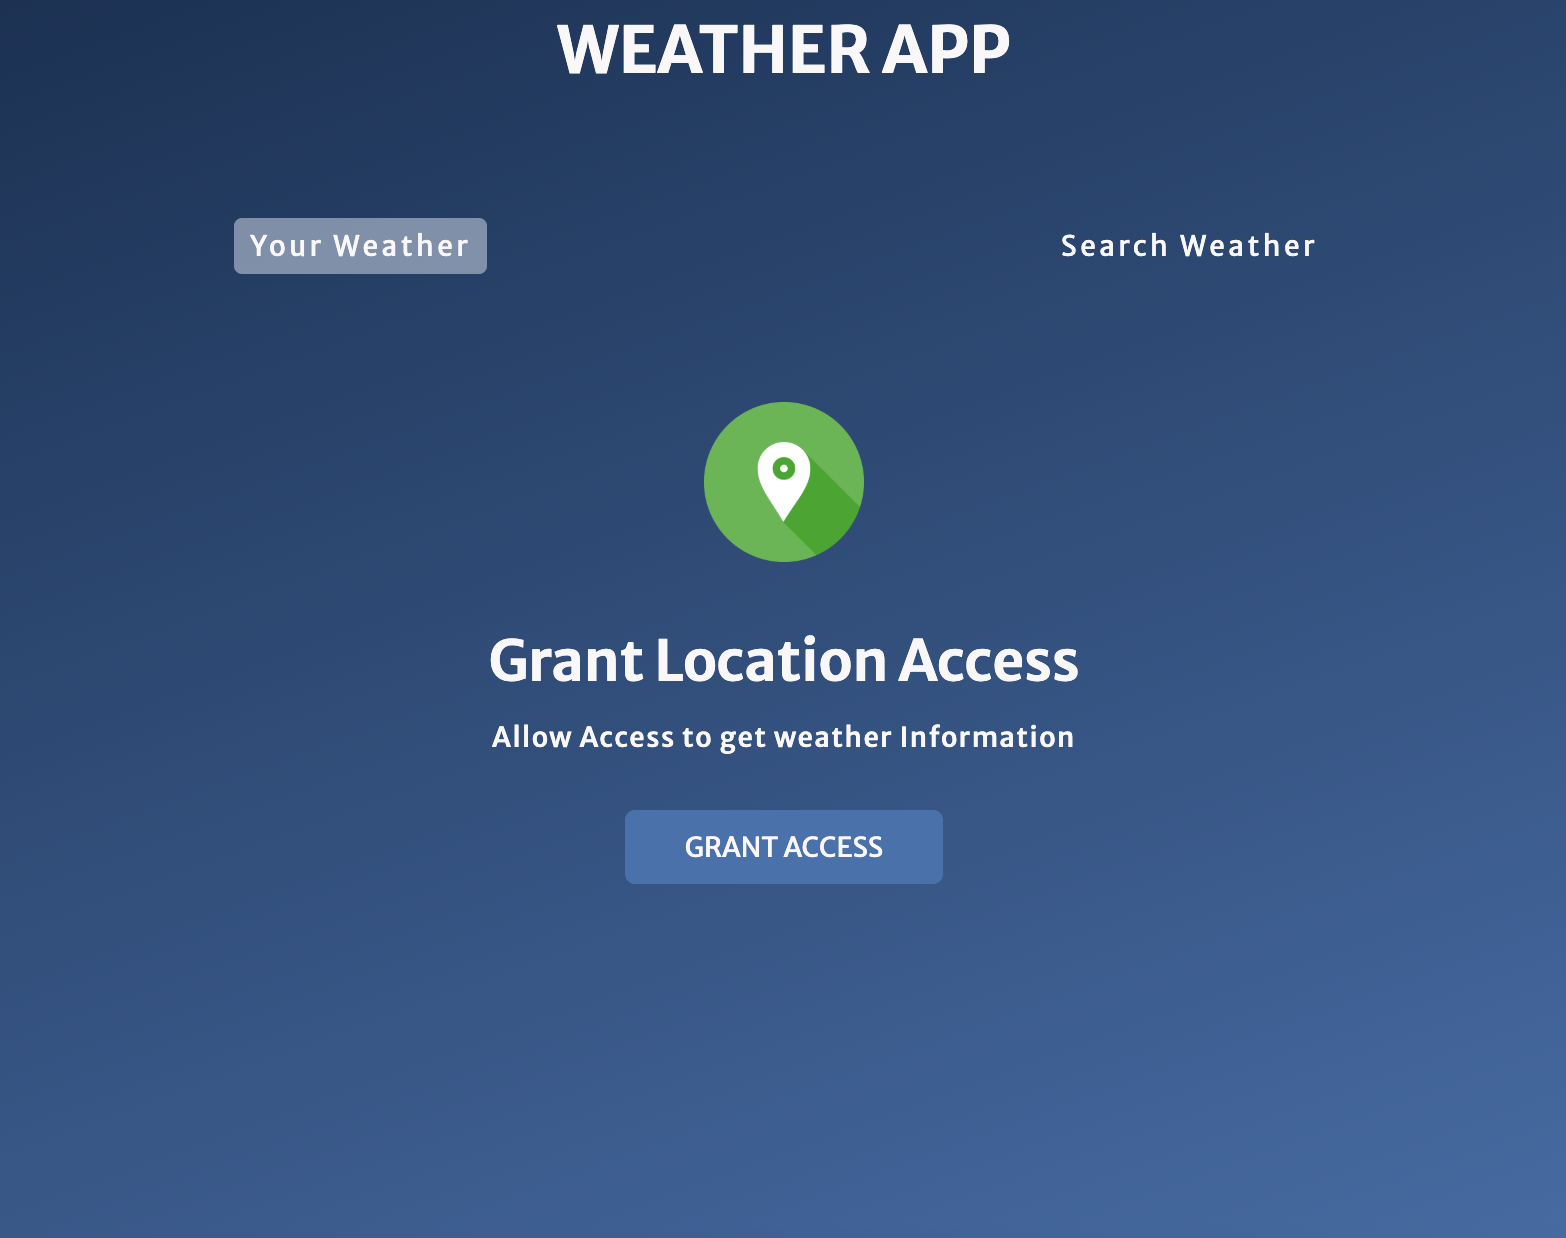 WEATHER APP
Your Weather
Search Weather
Grant Location Access
Allow Access to get weather Information
GRANT ACCESS